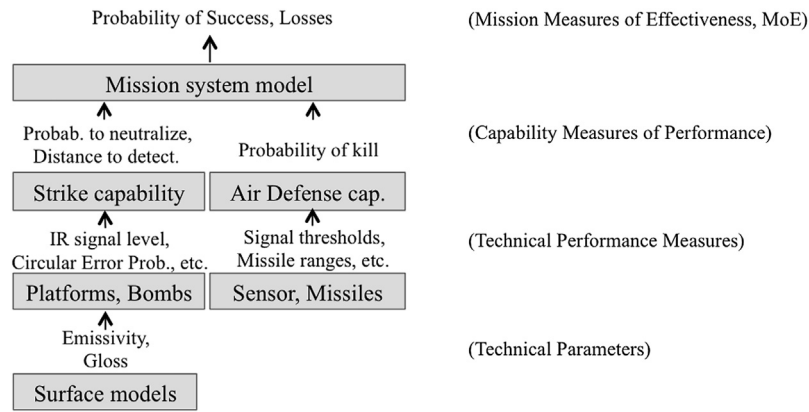 Probability of Success, Losses
(Mission Measures of Effectiveness, MoE)
Mission system model
Probab. to neutralize,
Distance to detect.
Probability of kill
(Capability Measures of Performance)
Strike capability
Air Defense cap.
IR signal level,
Circular Error Prob., etc.
Signal thresholds,
Missile ranges, etc.
(Technical Performance Measures)
Platforms, Bombs
Sensor, Missiles
Emissivity,
Gloss
(Technical Parameters)
Surface models